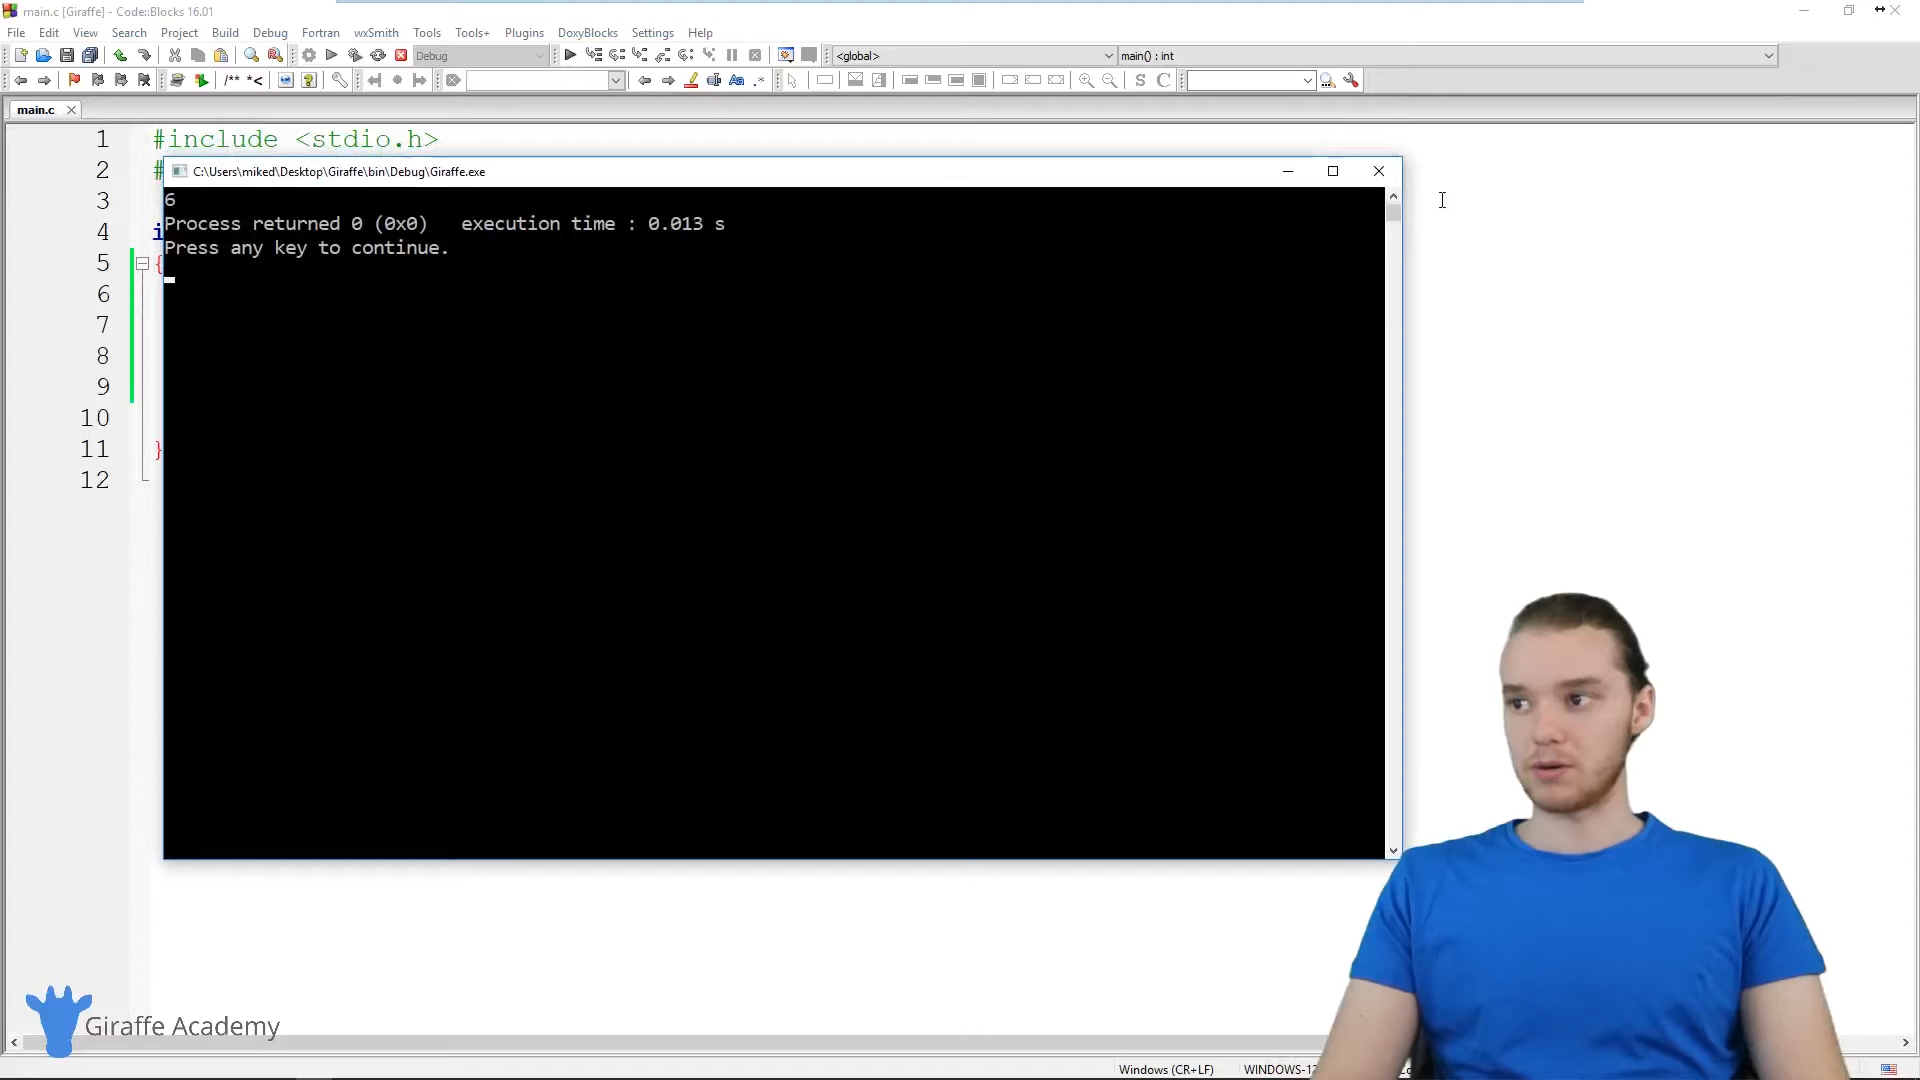 main.c [Giraffe] - Code::Blocks 16.01
File Edit View Search Project Build Debug Fortran wxSmith Tools Tools+ Plugins DoxyBlocks Settings Help
Debug <global> main() : int
/** *<
main.c
1 #include <stdio.h>
2 #
C:\Users\miked\Desktop\Giraffe\bin\Debug\Giraffe.exe
3
6
4 i
Process returned 0 (0x0) execution time : 0.013 s
Press any key to continue.
5 {
6
7
8
9
10
11 }
12
Giraffe Academy
Windows (CR+LF)